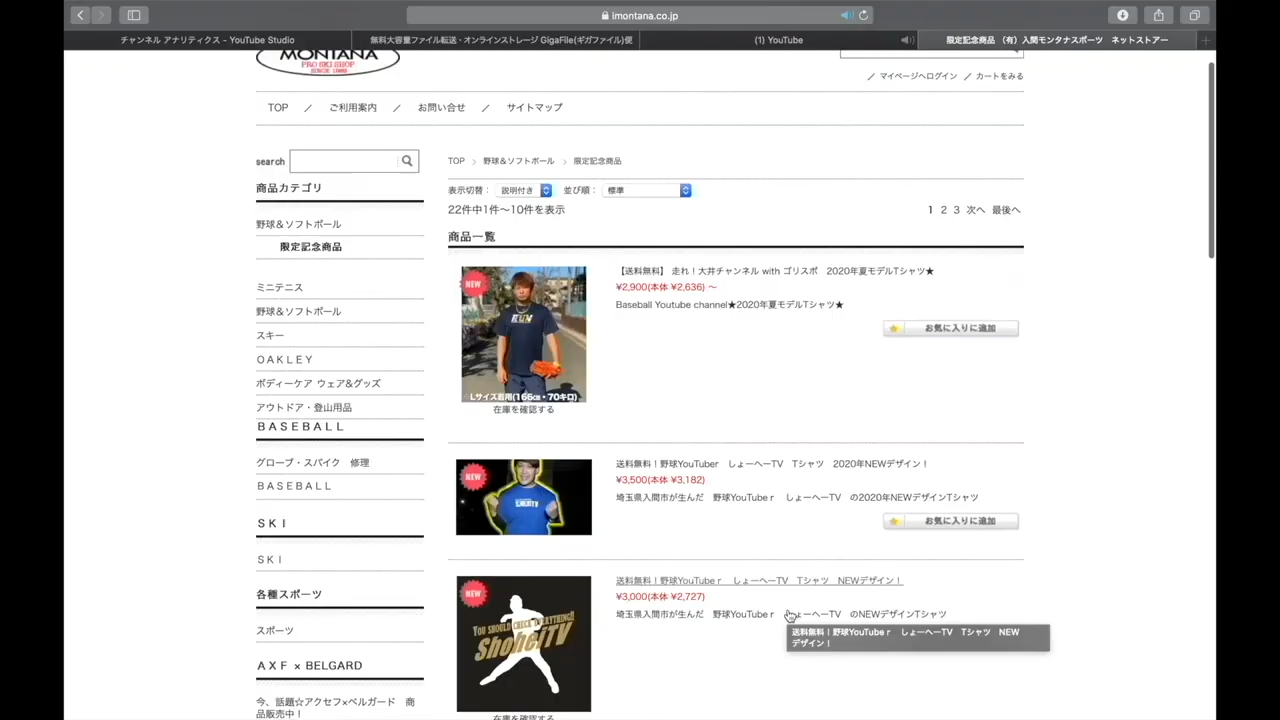 imontana.co.jp
チャンネル アナリティクス - YouTube Studio
無料大容量ファイル転送・オンラインストレージ GigaFile(ギガファイル)便
(1) YouTube
限定記念商品 （有）入間モンタナスポーツ　ネットストアー
MONTANA
PRO SKI SHOP
／ マイページへログイン ／ カートをみる
TOP ／ ご利用案内 ／ お問い合せ ／ サイトマップ
search
商品カテゴリ
野球＆ソフトボール
限定記念商品
ミニテニス
野球＆ソフトボール
スキー
ＯＡＫＬＥＹ
ボディーケア ウェア&グッズ
アウトドア・登山用品
ＢＡＳＥＢＡＬＬ
グローブ・スパイク　修理
ＢＡＳＥＢＡＬＬ
ＳＫＩ
ＳＫＩ
各種スポーツ
スポーツ
ＡＸＦ × BELGARD
今、話題☆アクセフ×ベルガード　商品販売中！
TOP > 野球＆ソフトボール > 限定記念商品
表示切替： 説明付き 並び順： 標準
22件中1件〜10件を表示
1 2 3 次へ 最後へ
商品一覧
NEW
RUN
Lサイズ着用(166㎝・70キロ)
在庫を確認する
【送料無料】 走れ！大井チャンネル with ゴリスポ　2020年夏モデルTシャツ★
¥2,900(本体 ¥2,636) 〜
Baseball Youtube channel★2020年夏モデルTシャツ★
お気に入りに追加
NEW
SHOHEITV
送料無料！野球YouTuber　しょーへーTV　Tシャツ　2020年NEWデザイン！
¥3,500(本体 ¥3,182)
埼玉県入間市が生んだ　野球YouTubeｒ　しょーへーTV　の2020年NEWデザインTシャツ
お気に入りに追加
NEW
YOU SHOULD CHECK EVERYTHING!!
ShoheiTV
在庫を確認する
送料無料！野球YouTubeｒ　しょーへーTV　Tシャツ　NEWデザイン！
¥3,000(本体 ¥2,727)
埼玉県入間市が生んだ　野球YouTubeｒ　しょーへーTV　のNEWデザインTシャツ
送料無料！野球YouTubeｒ　しょーへーTV　Tシャツ　NEW
デザイン！